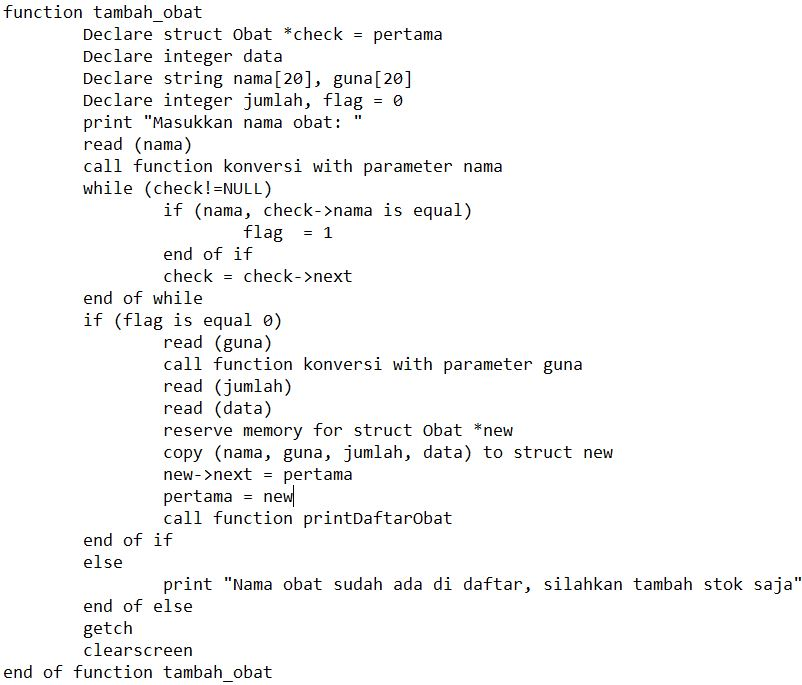 function tambah_obat
Declare struct Obat *check = pertama
Declare integer data
Declare string nama[20], guna[20]
Declare integer jumlah, flag = 0
print "Masukkan nama obat: "
read (nama)
call function konversi with parameter nama
while (check!=NULL)
if (nama, check->nama is equal)
flag  = 1
end of if
check = check->next
end of while
if (flag is equal 0)
read (guna)
call function konversi with parameter guna
read (jumlah)
read (data)
reserve memory for struct Obat *new
copy (nama, guna, jumlah, data) to struct new
new->next = pertama
pertama = new
call function printDaftarObat
end of if
else
print "Nama obat sudah ada di daftar, silahkan tambah stok saja"
end of else
getch
clearscreen
end of function tambah_obat